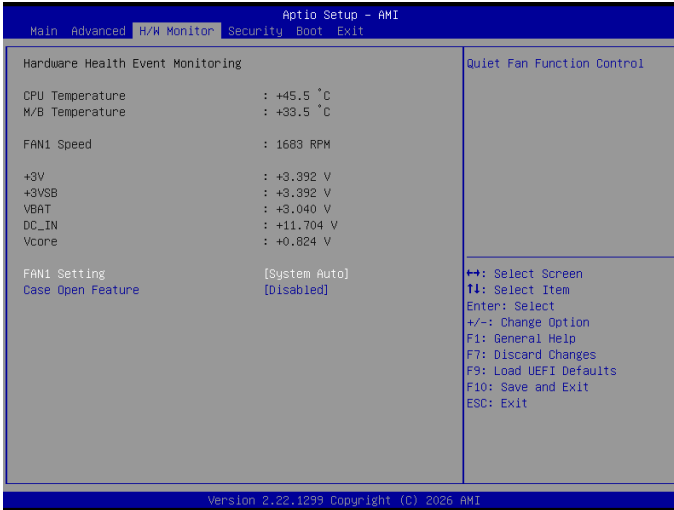 Aptio Setup - AMI
Main Advanced H/W Monitor Security Boot Exit
Hardware Health Event Monitoring
CPU Temperature : +45.5 °C
M/B Temperature : +33.5 °C
FAN1 Speed : 1683 RPM
+3V : +3.392 V
+3VSB : +3.392 V
VBAT : +3.040 V
DC_IN : +11.704 V
Vcore : +0.824 V
FAN1 Setting [System Auto]
Case Open Feature [Disabled]
Quiet Fan Function Control
↔: Select Screen
↑↓: Select Item
Enter: Select
+/-: Change Option
F1: General Help
F7: Discard Changes
F9: Load UEFI Defaults
F10: Save and Exit
ESC: Exit
Version 2.22.1299 Copyright (C) 2026 AMI